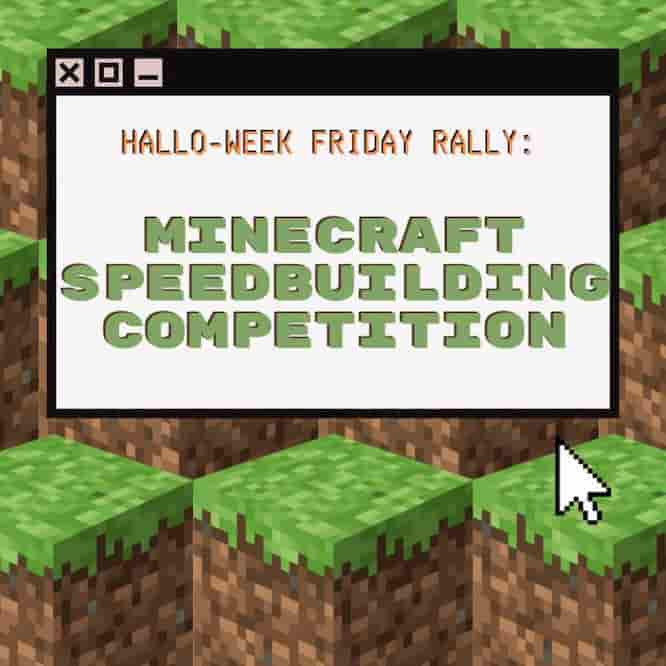 HALLO-WEEK FRIDAY RALLY:
MINECRAFT
SPEEDBUILDING
COMPETITION